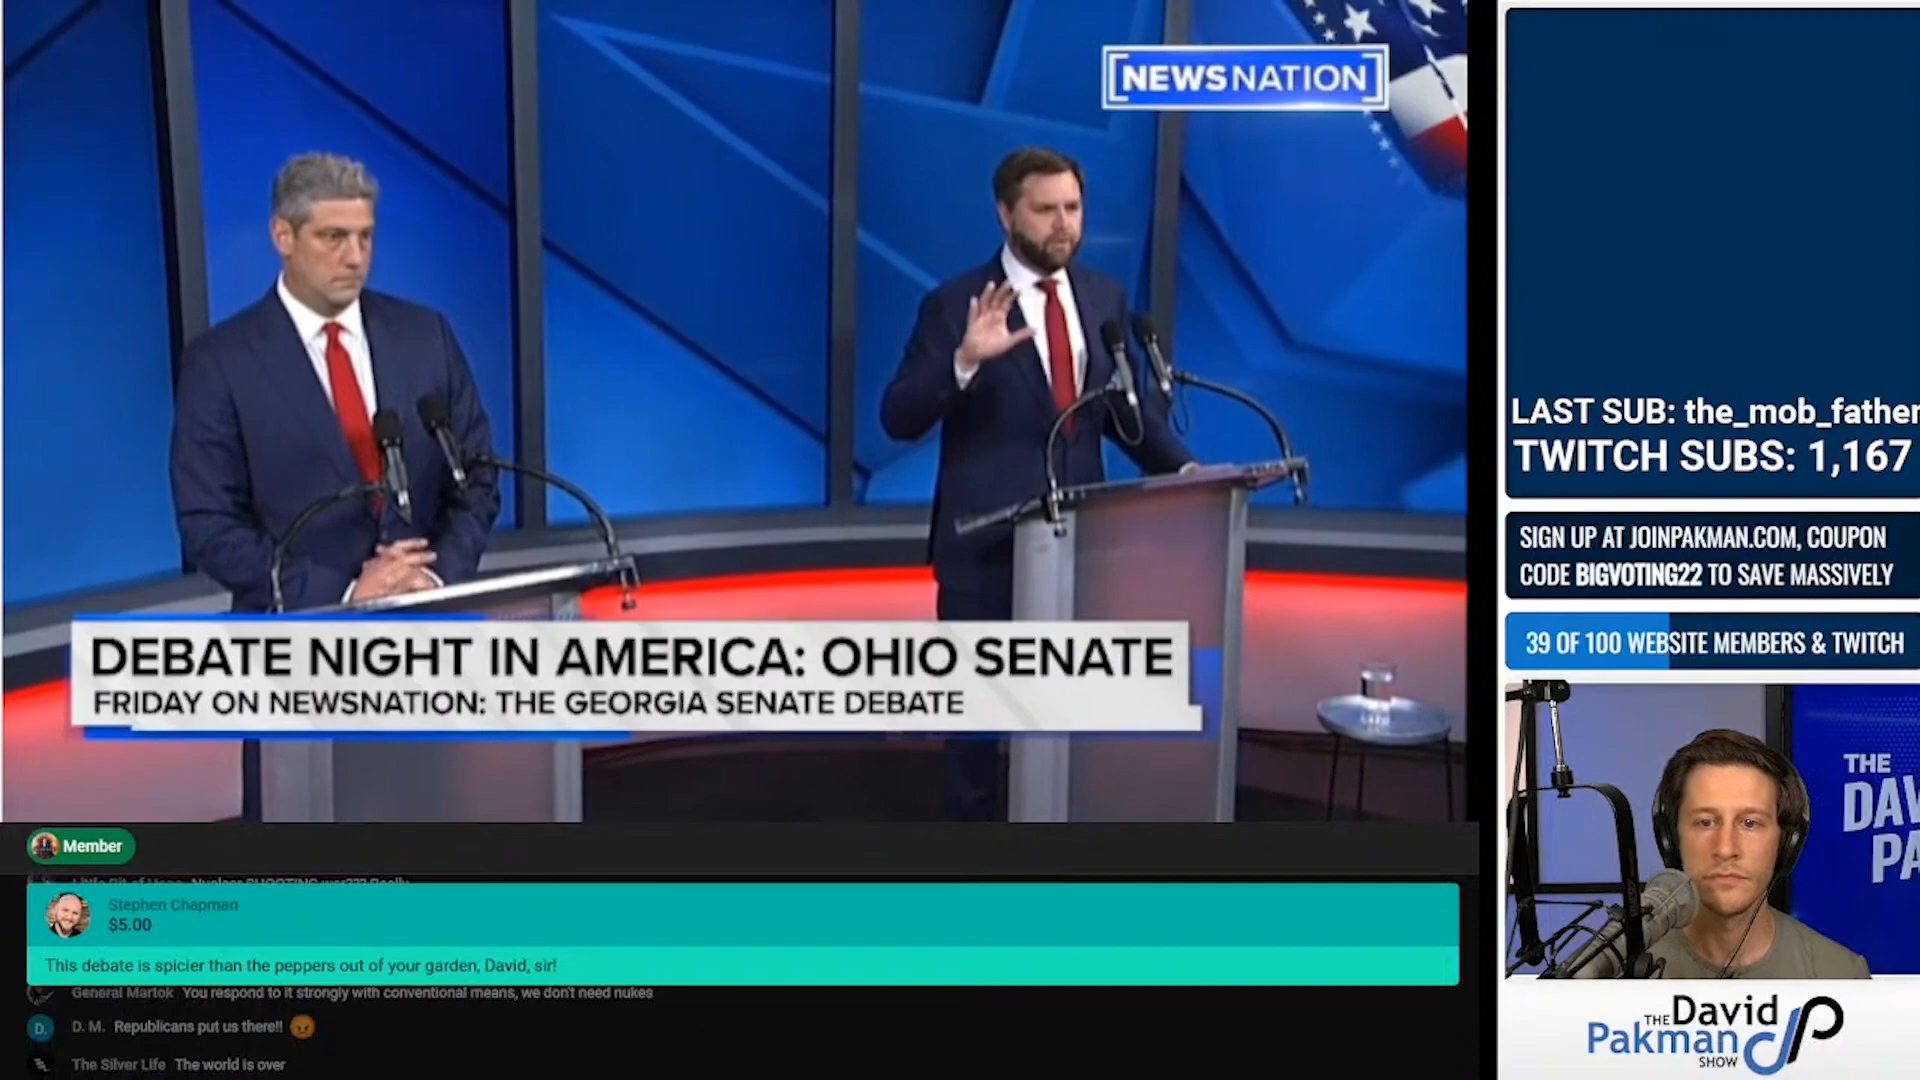 NEWSNATION
DEBATE NIGHT IN AMERICA: OHIO SENATE
FRIDAY ON NEWSNATION: THE GEORGIA SENATE DEBATE
LAST SUB: the_mob_father
TWITCH SUBS: 1,167
SIGN UP AT JOINPAKMAN.COM, COUPON
CODE BIGVOTING22 TO SAVE MASSIVELY
39 OF 100 WEBSITE MEMBERS & TWITCH
THE
DAV
PA
THE David
Pakman
SHOW
Member
Stephen Chapman
$5.00
This debate is spicier than the peppers out of your garden, David, sir!
General Martok You respond to it strongly with conventional means, we don't need nukes
D. D. M. Republicans put us there!! 😡
The Silver Life The world is over